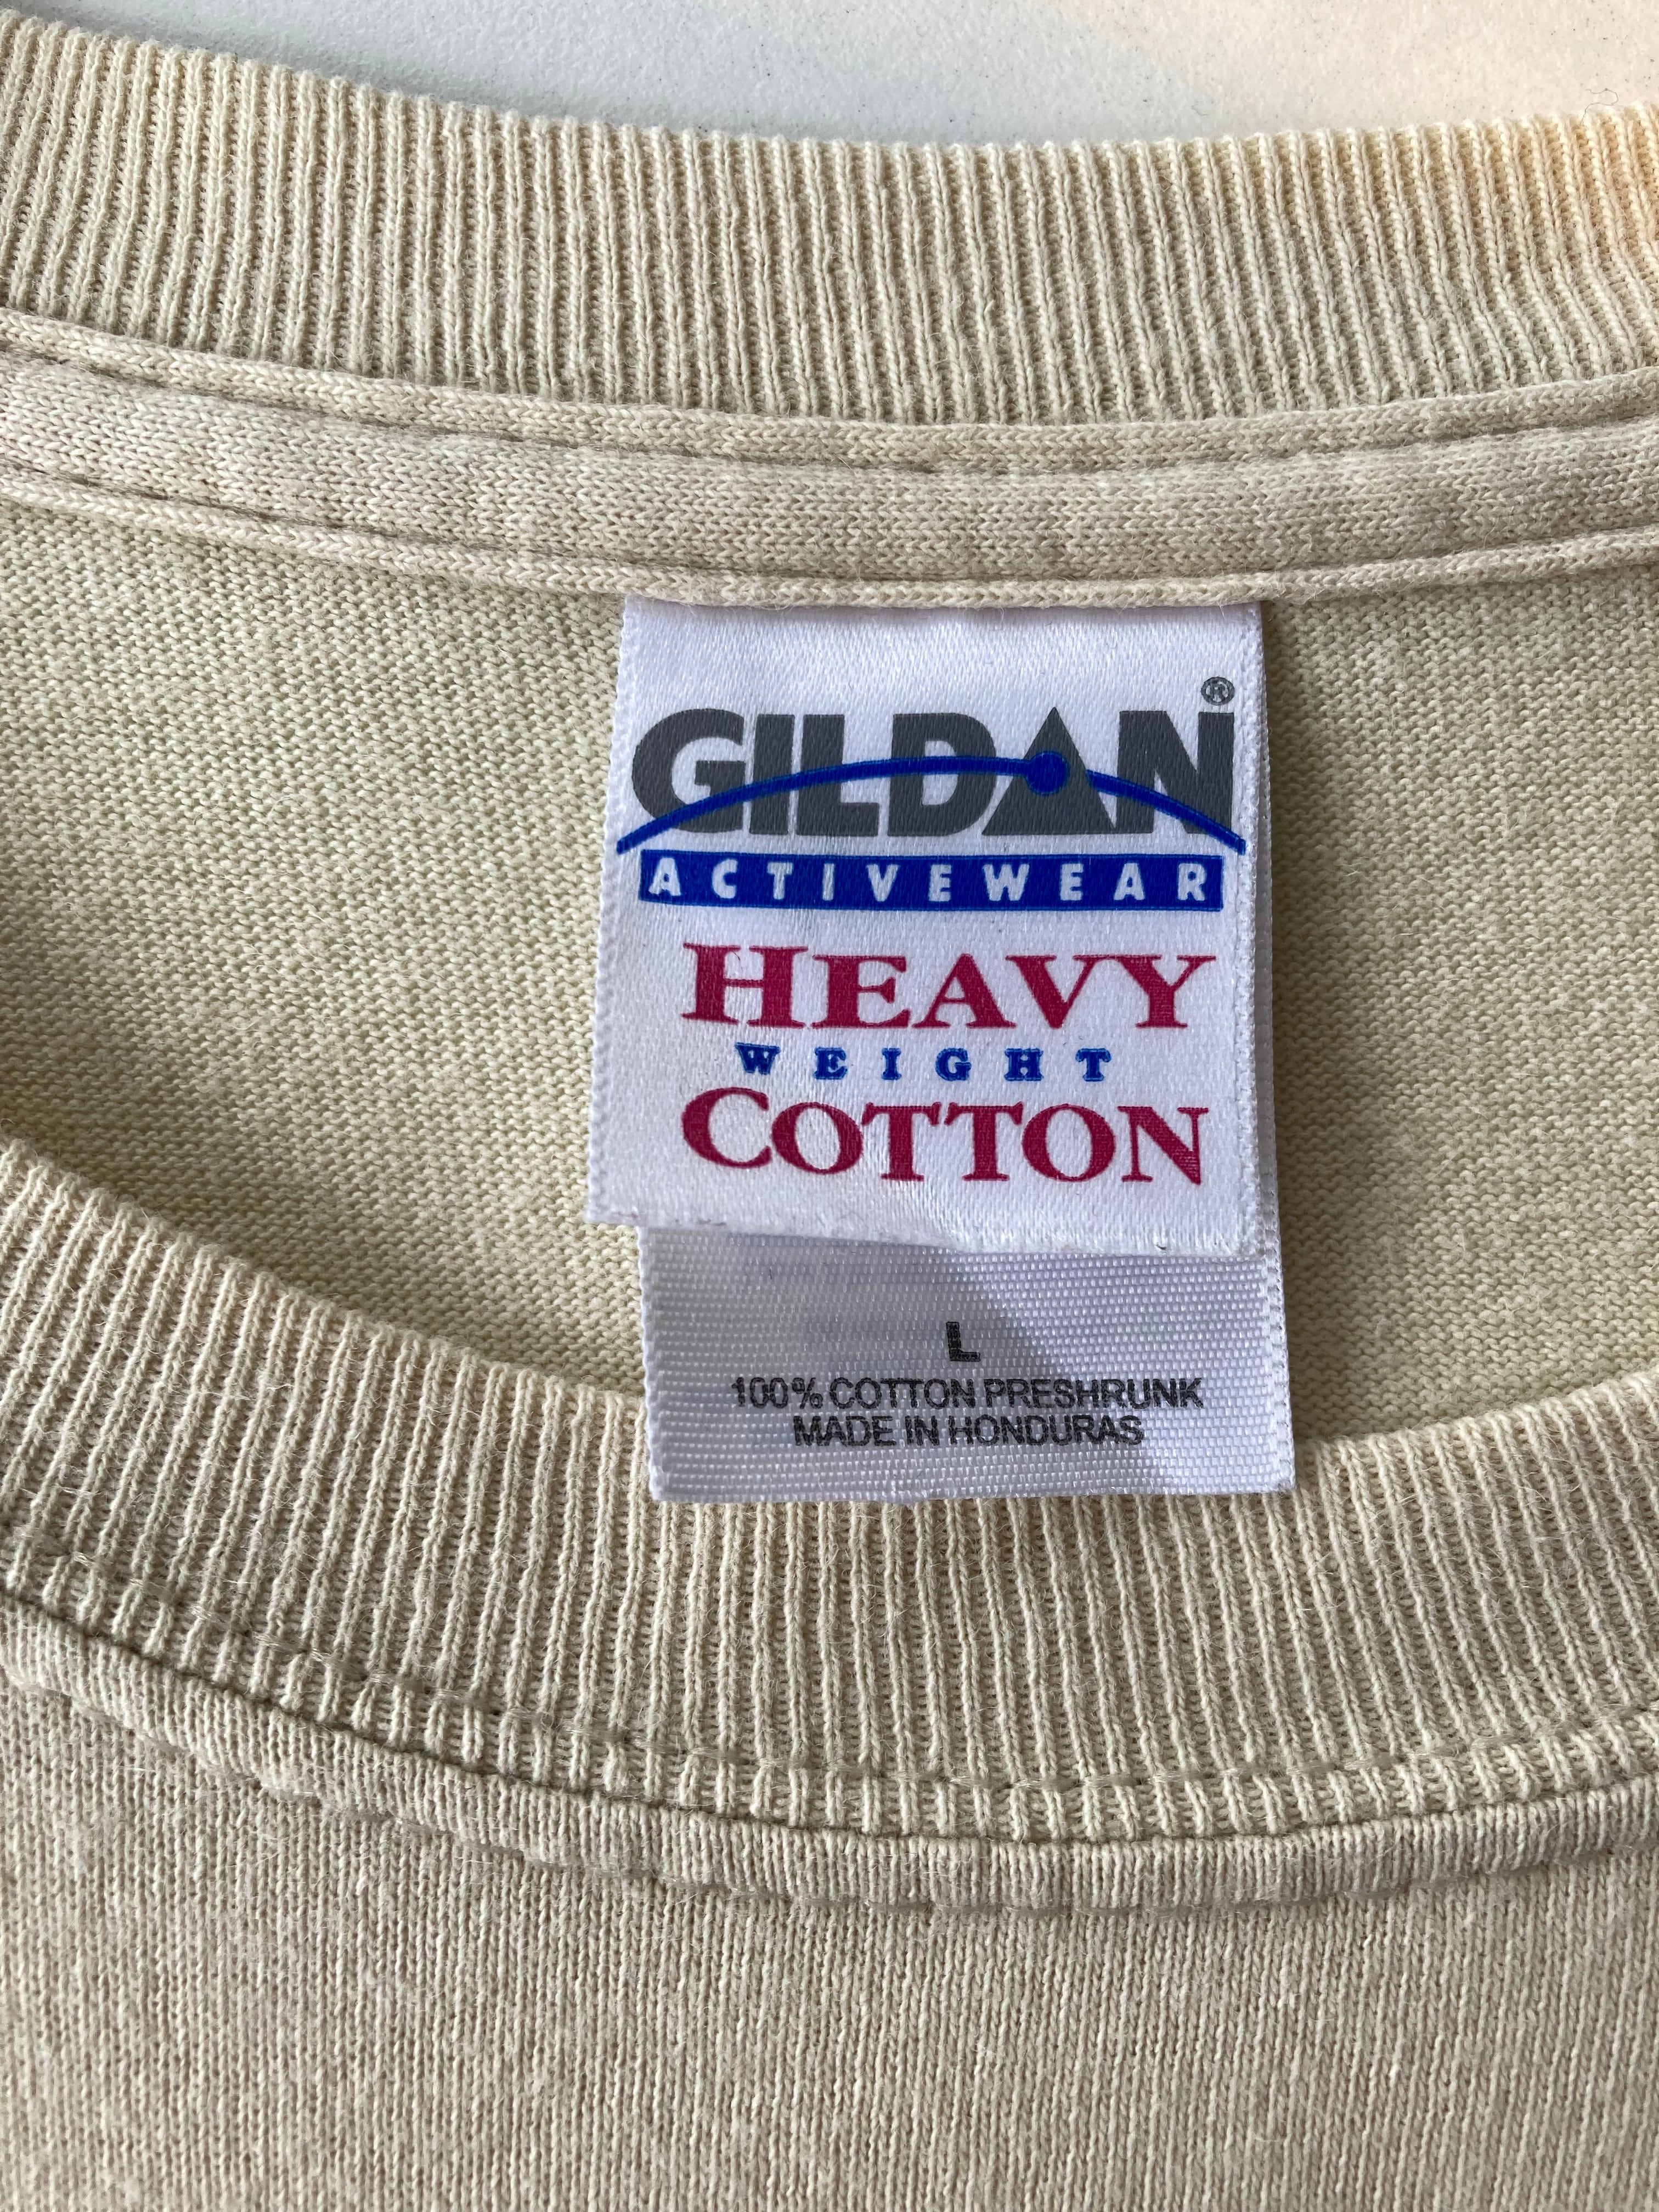 GILDAN®
ACTIVEWEAR
HEAVY
WEIGHT
COTTON
L
100% COTTON PRESHRUNK
MADE IN HONDURAS